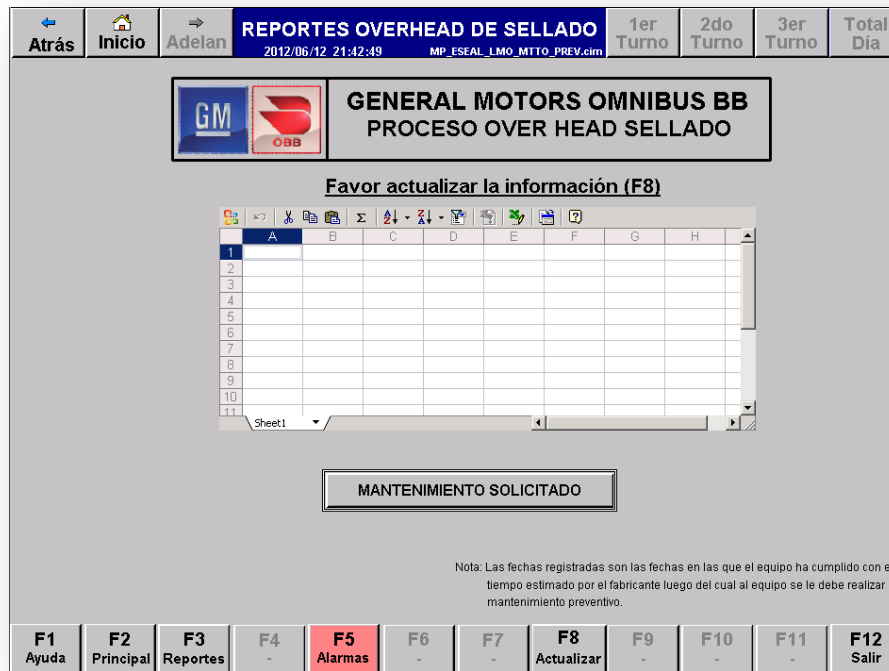 Atrás
Inicio
Adelan
REPORTES OVERHEAD DE SELLADO
2012/06/12 21:42:49 MP_ESEAL_LMO_MTTO_PREV.cim
1er
Turno
2do
Turno
3er
Turno
Total
Día
GM
OBB
GENERAL MOTORS OMNIBUS BB
PROCESO OVER HEAD SELLADO
Favor actualizar la información (F8)
A B C D E F G H
1
2
3
4
5
6
7
8
9
10
11
Sheet1
MANTENIMIENTO SOLICITADO
Nota: Las fechas registradas son las fechas en las que el equipo ha cumplido con e
tiempo estimado por el fabricante luego del cual al equipo se le debe realizar
mantenimiento preventivo.
F1
Ayuda
F2
Principal
F3
Reportes
F4
-
F5
Alarmas
F6
-
F7
-
F8
Actualizar
F9
-
F10
-
F11
-
F12
Salir